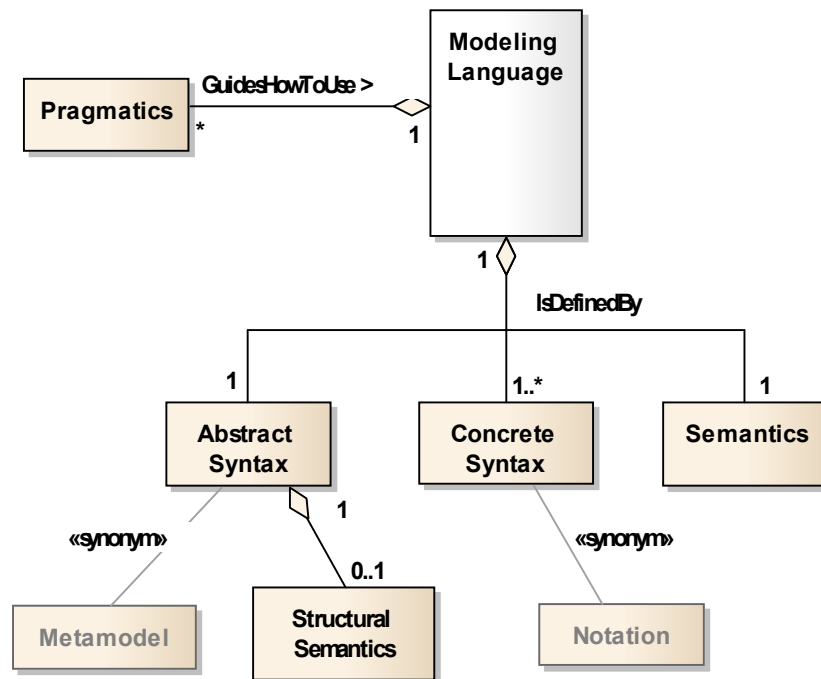 Modeling
Language
GuidesHowToUse >
Pragmatics
*
1
1
IsDefinedBy
1
1..*
1
Abstract
Syntax
Concrete
Syntax
Semantics
1
«synonym»
«synonym»
0..1
Metamodel
Structural
Semantics
Notation